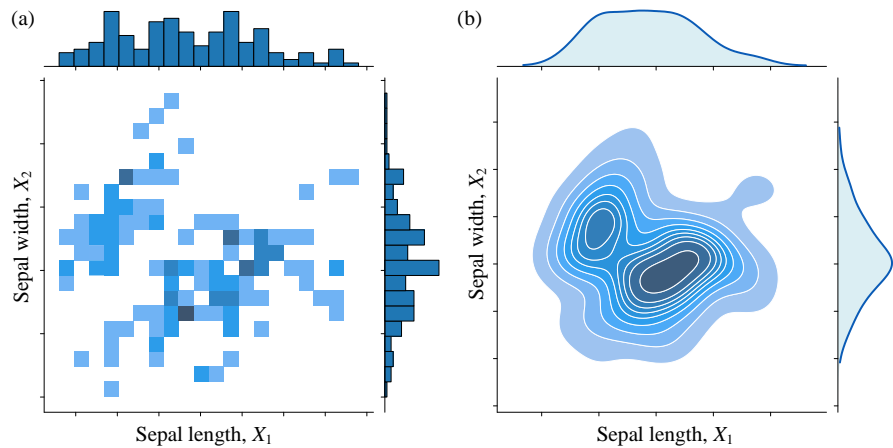 (a)
(b)
Sepal width, X₂
Sepal width, X₂
Sepal length, X₁
Sepal length, X₁